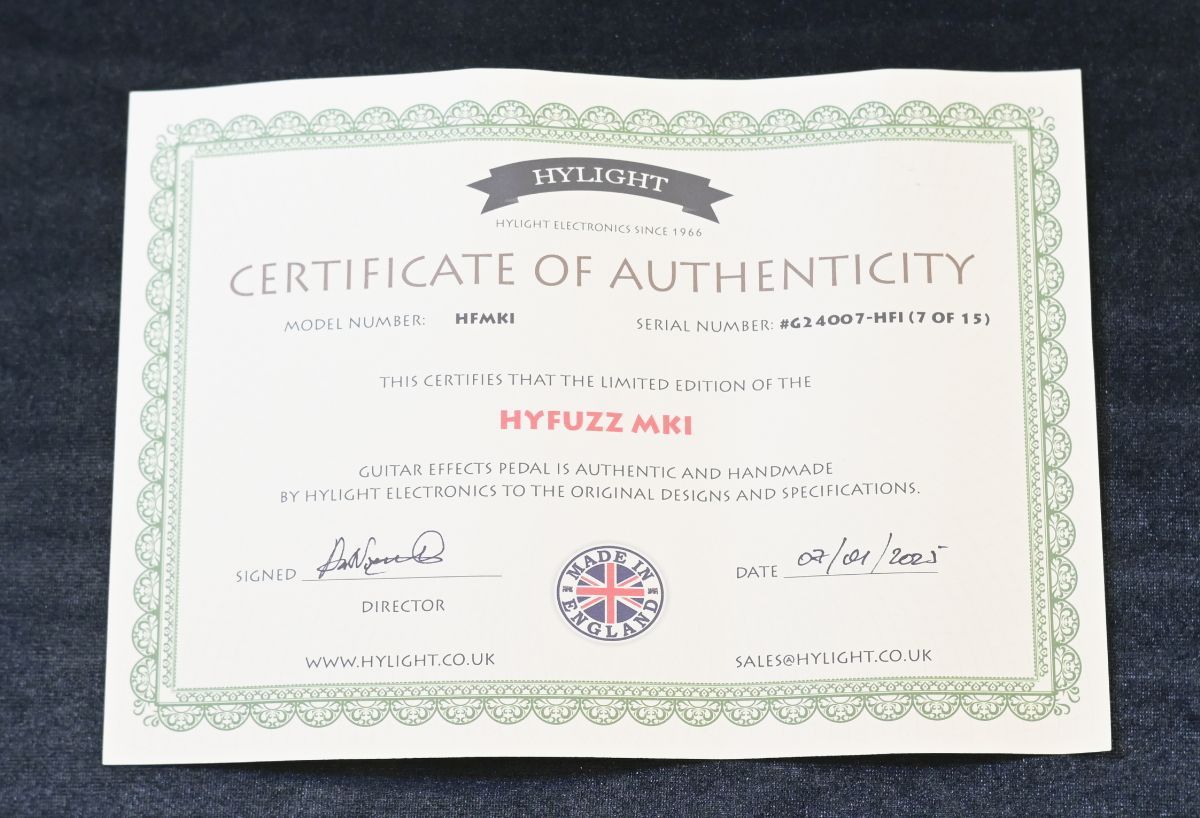 HYLIGHT
HYLIGHT ELECTRONICS SINCE 1966
CERTIFICATE OF AUTHENTICITY
MODEL NUMBER: HFMKI SERIAL NUMBER: #G24007-HFI (7 OF 15)
THIS CERTIFIES THAT THE LIMITED EDITION OF THE
HYFUZZ MKI
GUITAR EFFECTS PEDAL IS AUTHENTIC AND HANDMADE
BY HYLIGHT ELECTRONICS TO THE ORIGINAL DESIGNS AND SPECIFICATIONS.
SIGNED
DATE 07/01/2025
DIRECTOR
MADE IN ENGLAND
WWW.HYLIGHT.CO.UK
SALES@HYLIGHT.CO.UK